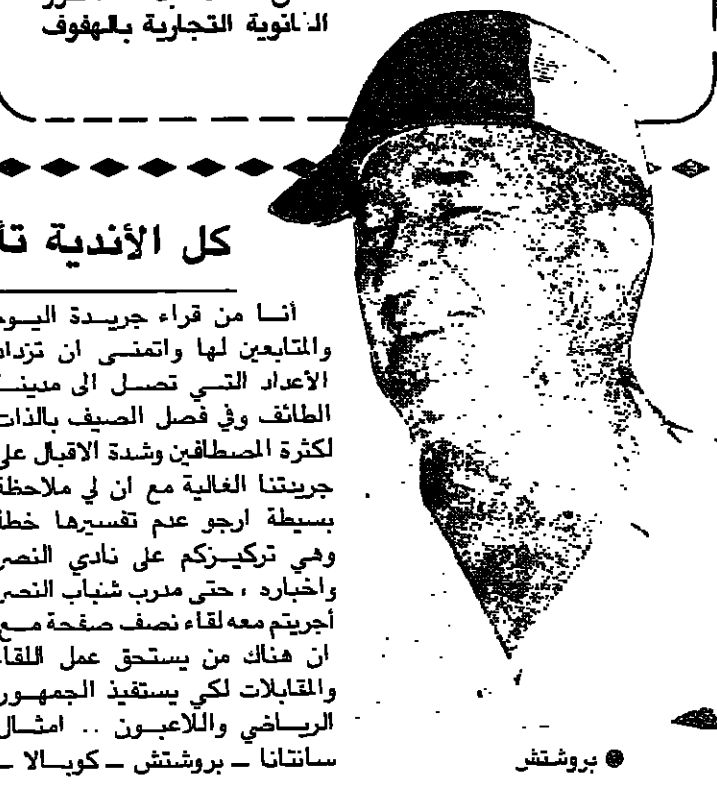 الثانوية التجارية بالهفوف
كل الأندية
أنا من قراء جريدة اليوم
والمتابعين لها واتمنى ان تزداد
الأعداد التي تصل الى مدينة
الطائف وفي فصل الصيف بالذات
لكثرة المصطافين وشدة الاقبال على
جريدتنا الغالية مع ان لي ملاحظة
بسيطة ارجو عدم تفسيرها خطأ
وهي تركيزكم على نادي النصر
واخباره ، حتى مدرب شباب النصر
أجريتم معه لقاء نصف صفحة مع
ان هناك من يستحق عمل اللقاء
والمقابلات لكي يستفيد الجمهور
الرياضي واللاعبون .. امثال
سانتانا ــ بروشتش ــ كوبالا ــ
● بروشتش